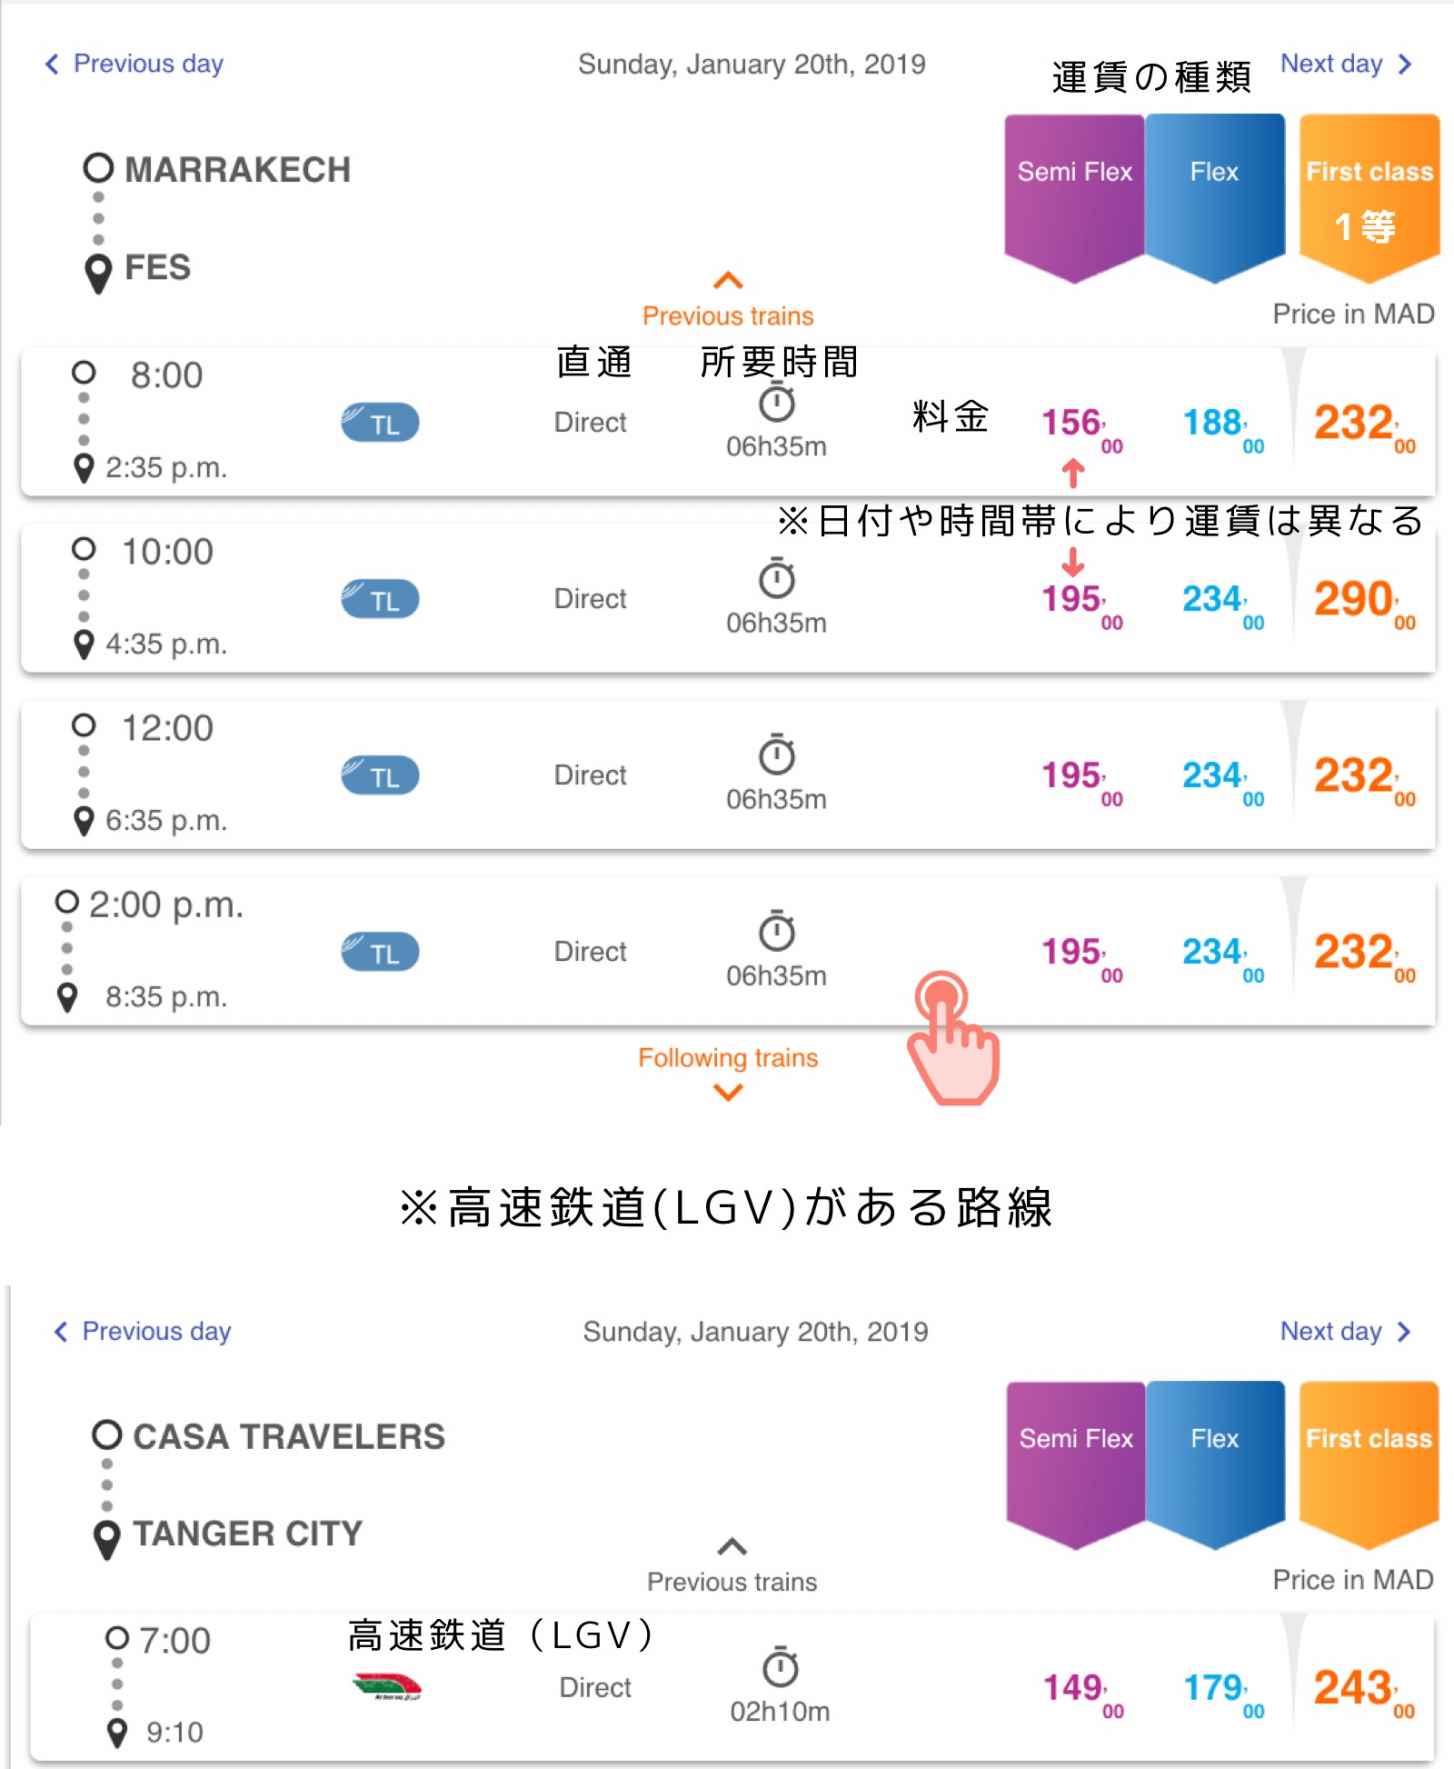 Previous day
Sunday, January 20th, 2019
Next day
運賃の種類
MARRAKECH
FES
Semi Flex
Flex
First class
1等
Previous trains
Price in MAD
直通 所要時間
8:00
TL
Direct
06h35m
料金
156,00
188,00
232,00
2:35 p.m.
※日付や時間帯により運賃は異なる
10:00
TL
Direct
06h35m
195,00
234,00
290,00
4:35 p.m.
12:00
TL
Direct
06h35m
195,00
234,00
232,00
6:35 p.m.
2:00 p.m.
TL
Direct
06h35m
195,00
234,00
232,00
8:35 p.m.
Following trains
※高速鉄道(LGV)がある路線
Previous day
Sunday, January 20th, 2019
Next day
CASA TRAVELERS
TANGER CITY
Semi Flex
Flex
First class
Previous trains
Price in MAD
7:00
高速鉄道（LGV）
Direct
02h10m
149,00
179,00
243,00
9:10